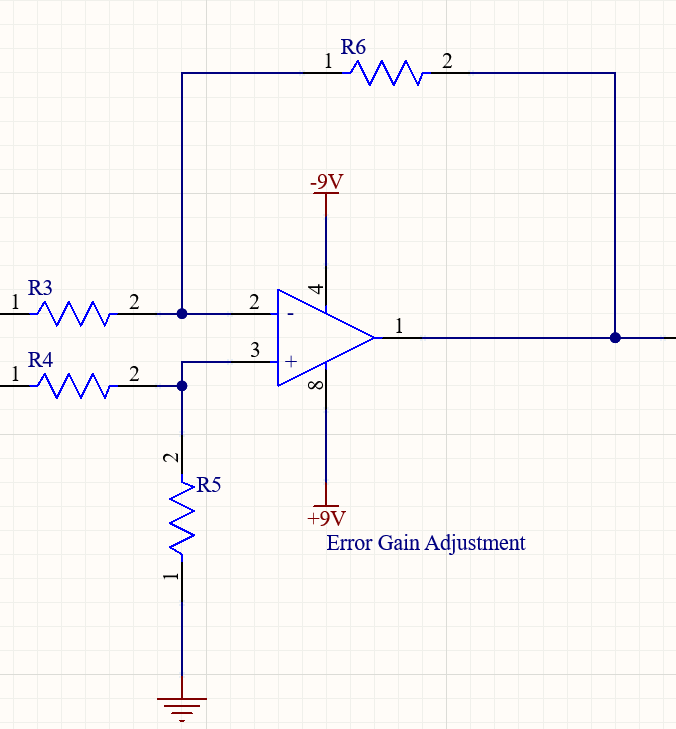 R6
1 2
-9V
4
R3
1 2 2 -
1
3 +
R4
1 2
8
2
R5
+9V
Error Gain Adjustment
1